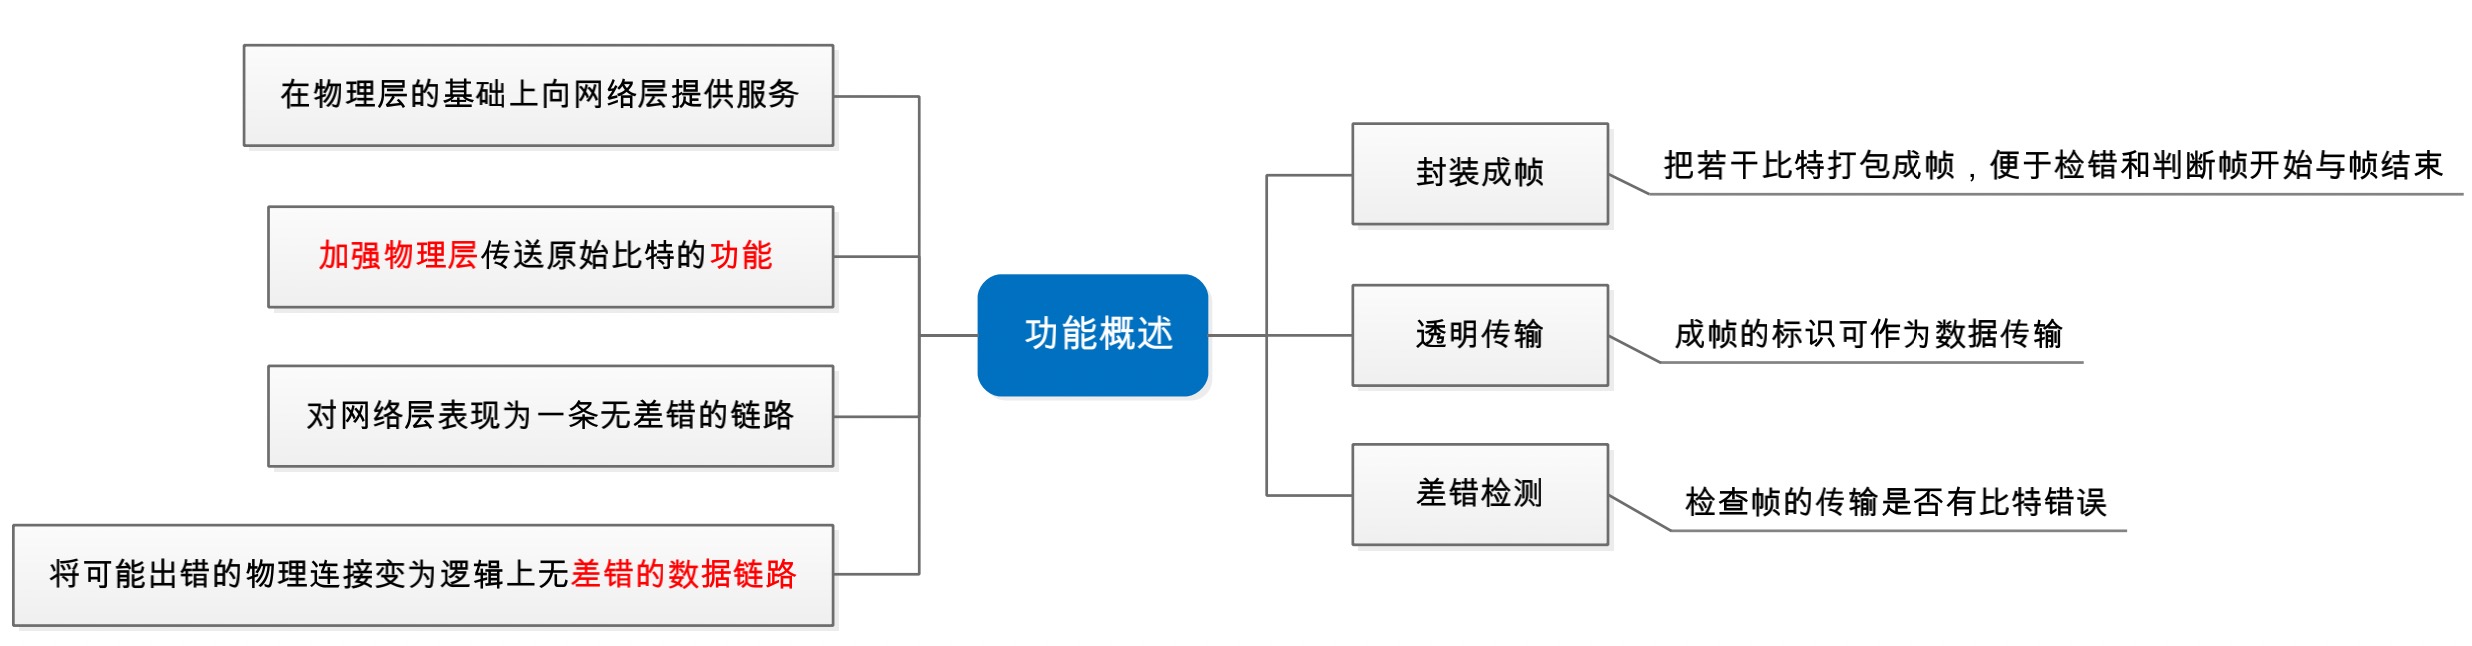 在物理层的基础上向网络层提供服务
加强物理层传送原始比特的功能
对网络层表现为一条无差错的链路
将可能出错的物理连接变为逻辑上无差错的数据链路
功能概述
封装成帧
把若干比特打包成帧，便于检错和判断帧开始与帧结束
透明传输
成帧的标识可作为数据传输
差错检测
检查帧的传输是否有比特错误